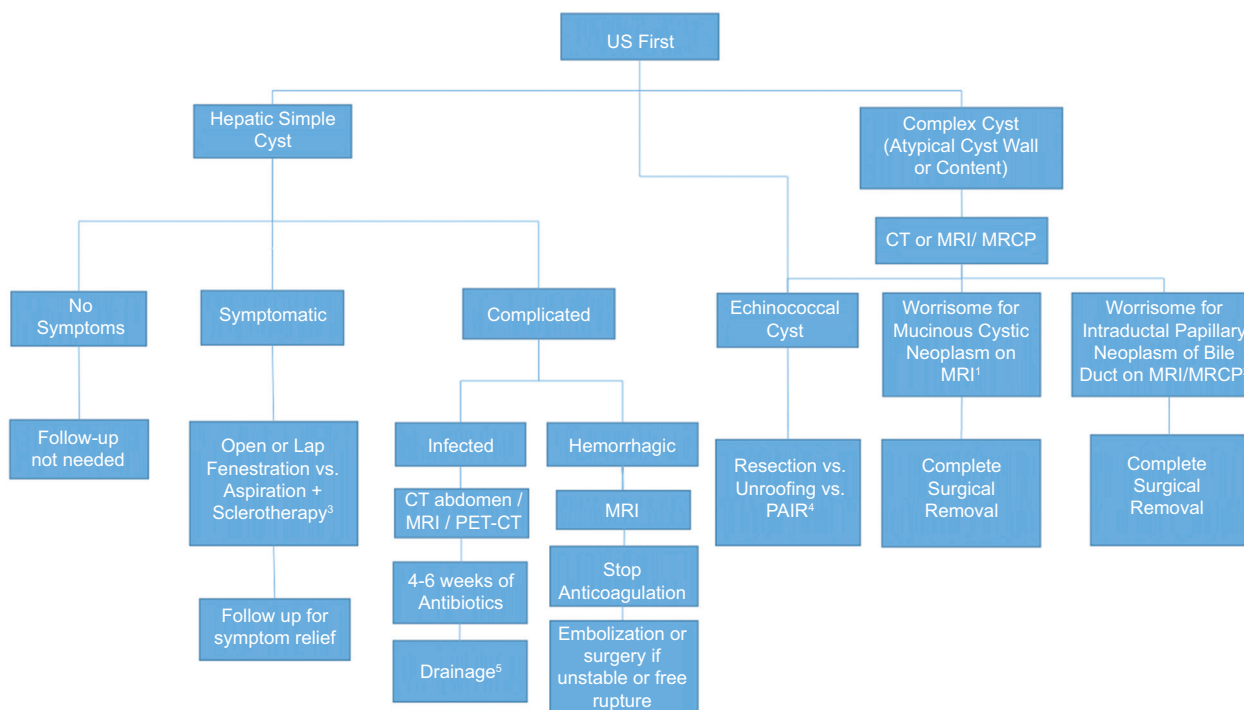 US First
Hepatic Simple
Cyst
Complex Cyst
(Atypical Cyst Wall
or Content)
CT or MRI/ MRCP
No
Symptoms
Symptomatic
Complicated
Echinococcal
Cyst
Worrisome for
Mucinous Cystic
Neoplasm on
MRI¹
Worrisome for
Intraductal Papillary
Neoplasm of Bile
Duct on MRI/MRCP
Follow-up
not needed
Open or Lap
Fenestration vs.
Aspiration +
Sclerotherapy³
Infected
Hemorrhagic
Resection vs.
Unroofing vs.
PAIR⁴
Complete
Surgical
Removal
Complete
Surgical
Removal
CT abdomen /
MRI / PET-CT
MRI
4-6 weeks of
Antibiotics
Stop
Anticoagulation
Follow up for
symptom relief
Drainage⁵
Embolization or
surgery if
unstable or free
rupture